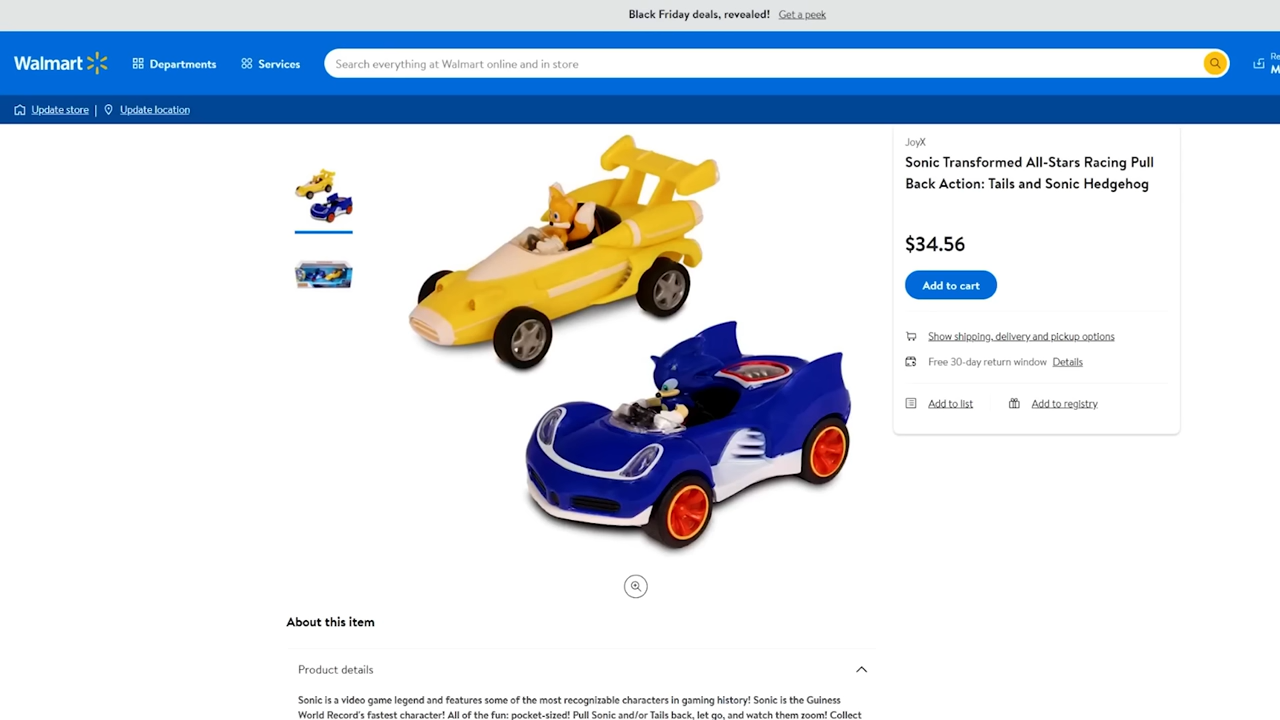 Black Friday deals, revealed! Get a peek
Walmart Departments Services Search everything at Walmart online and in store
Update store | Update location
JoyX
Sonic Transformed All-Stars Racing Pull
Back Action: Tails and Sonic Hedgehog
$34.56
Add to cart
Show shipping, delivery and pickup options
Free 30-day return window Details
Add to list Add to registry
About this item
Product details
Sonic is a video game legend and features some of the most recognizable characters in gaming history! Sonic is the Guiness
World Record's fastest character! All of the fun: pocket-sized! Pull Sonic and/or Tails back, let go, and watch them zoom! Collect